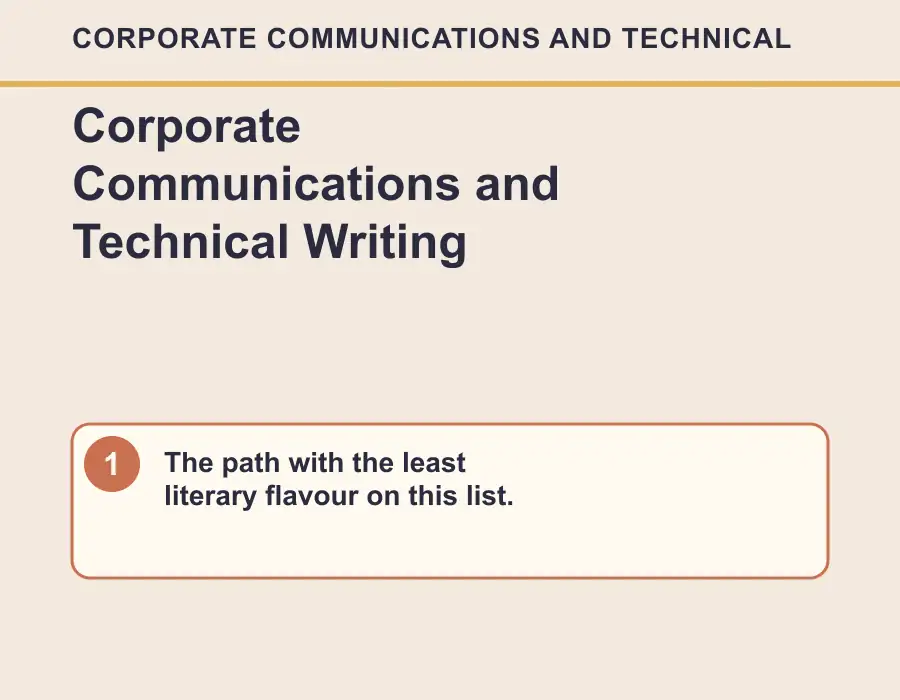 CORPORATE COMMUNICATIONS AND TECHNICAL
Corporate
Communications and
Technical Writing
1
The path with the least
literary flavour on this list.